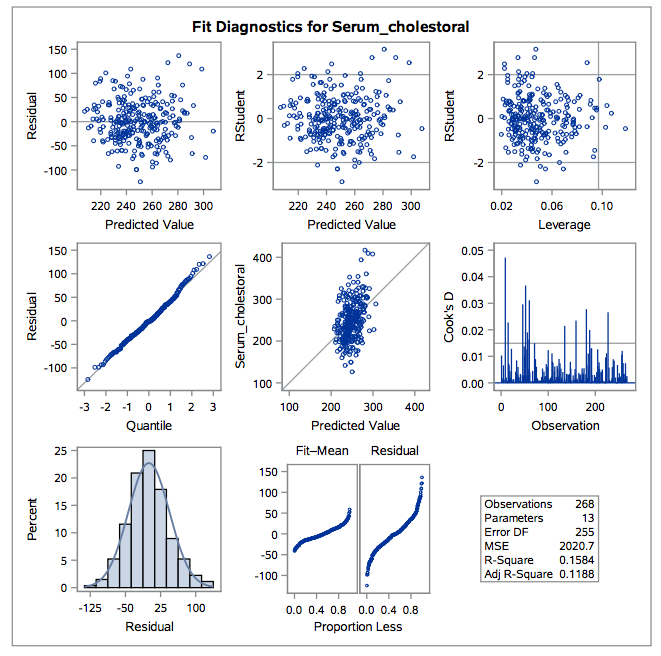 Fit Diagnostics for Serum_cholestoral
150
100
50
0
-50
-100
Residual
220 240 260 280 300
Predicted Value
2
0
-2
RStudent
220 240 260 280 300
Predicted Value
2
0
-2
RStudent
0.02 0.06 0.10
Leverage
150
100
50
0
-50
-100
Residual
-3 -2 -1 0 1 2 3
Quantile
400
300
200
100
Serum_cholestoral
100 200 300 400
Predicted Value
0.05
0.04
0.03
0.02
0.01
0.00
Cook's D
0 100 200
Observation
25
20
15
10
5
0
Percent
-125 -50 25 100
Residual
Fit–Mean Residual
150
100
50
0
-50
-100
0.0 0.4 0.8 0.0 0.4 0.8
Proportion Less
Observations 268
Parameters 13
Error DF 255
MSE 2020.7
R-Square 0.1584
Adj R-Square 0.1188